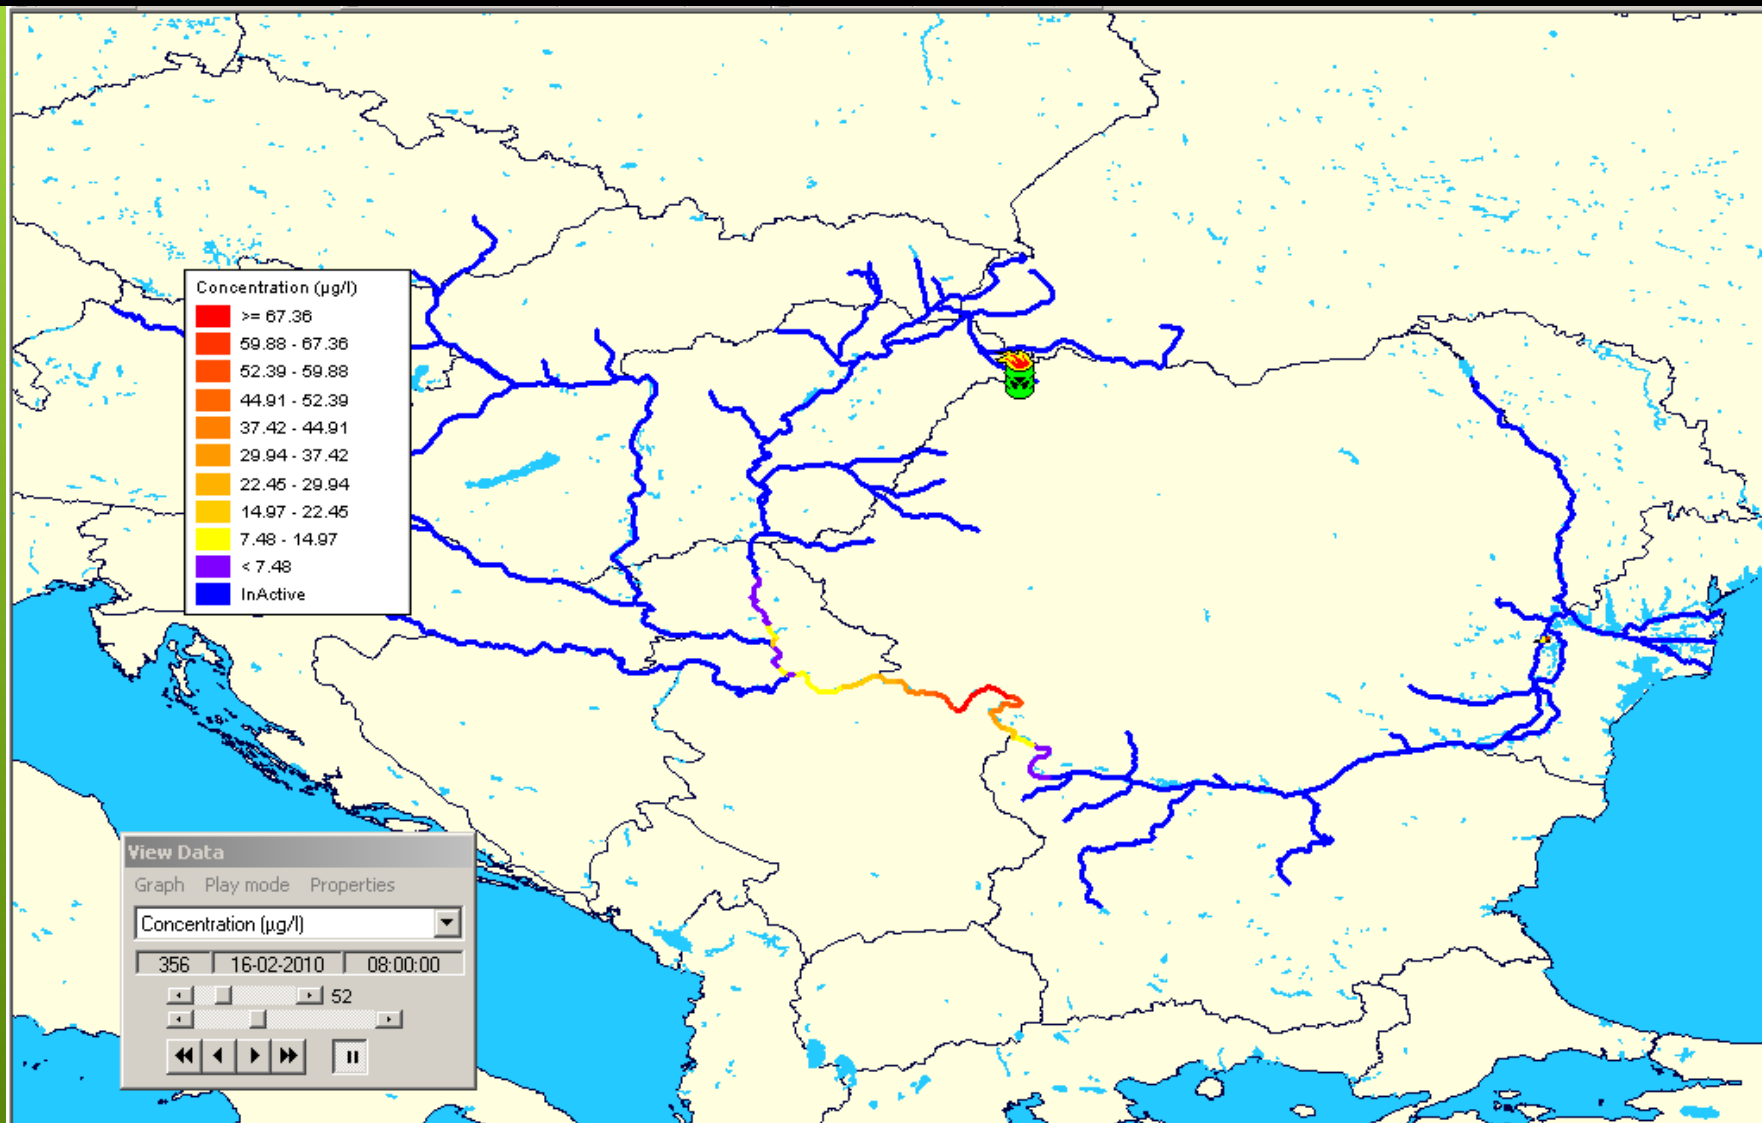 Concentration (µg/l)
>= 67.36
59.88 - 67.36
52.39 - 59.88
44.91 - 52.39
37.42 - 44.91
29.94 - 37.42
22.45 - 29.94
14.97 - 22.45
7.48 - 14.97
< 7.48
InActive
View Data
Graph Play mode Properties
Concentration (µg/l)
356 16-02-2010 08:00:00
52